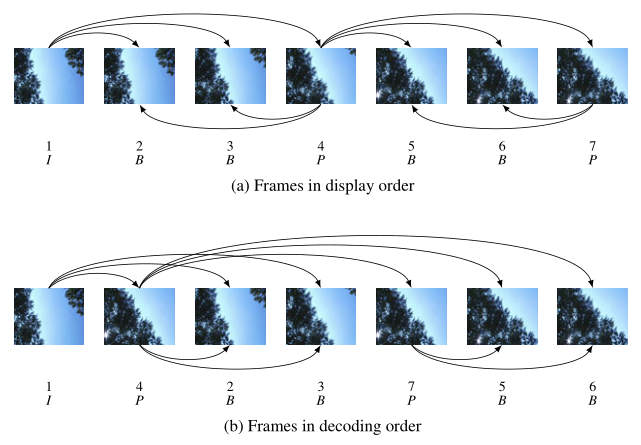 1 2 3 4 5 6 7
I B B P B B P
(a) Frames in display order
1 4 2 3 7 5 6
I P B B P B B
(b) Frames in decoding order